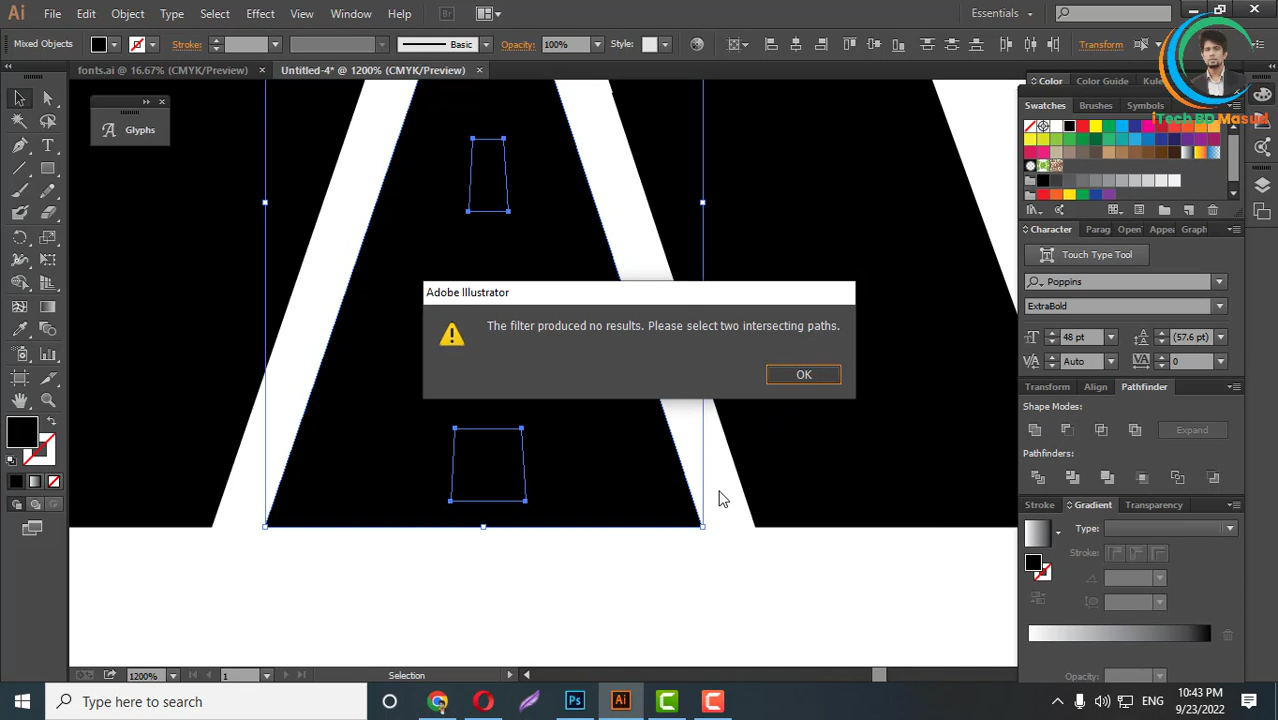 Ai File Edit Object Type Select Effect View Window Help Br Essentials
Mixed Objects Stroke: Basic Opacity: 100% Style: Transform
fonts.ai @ 16.67% (CMYK/Preview) × Untitled-4* @ 1200% (CMYK/Preview) ×
Color Color Guide Kule
Glyphs
Swatches Brushes Symbols
iTech BD Masud
Character Parag Open Appea Graph
Touch Type Tool
Poppins
ExtraBold
48 pt (57.6 pt)
Auto 0
Adobe Illustrator
The filter produced no results. Please select two intersecting paths.
OK
Transform Align Pathfinder
Shape Modes:
Expand
Pathfinders:
Stroke Gradient Transparency
Type:
Stroke:
Opacity:
1200% 1 Selection
Type here to search
Ps Ai C C
ENG
10:43 PM
9/23/2022